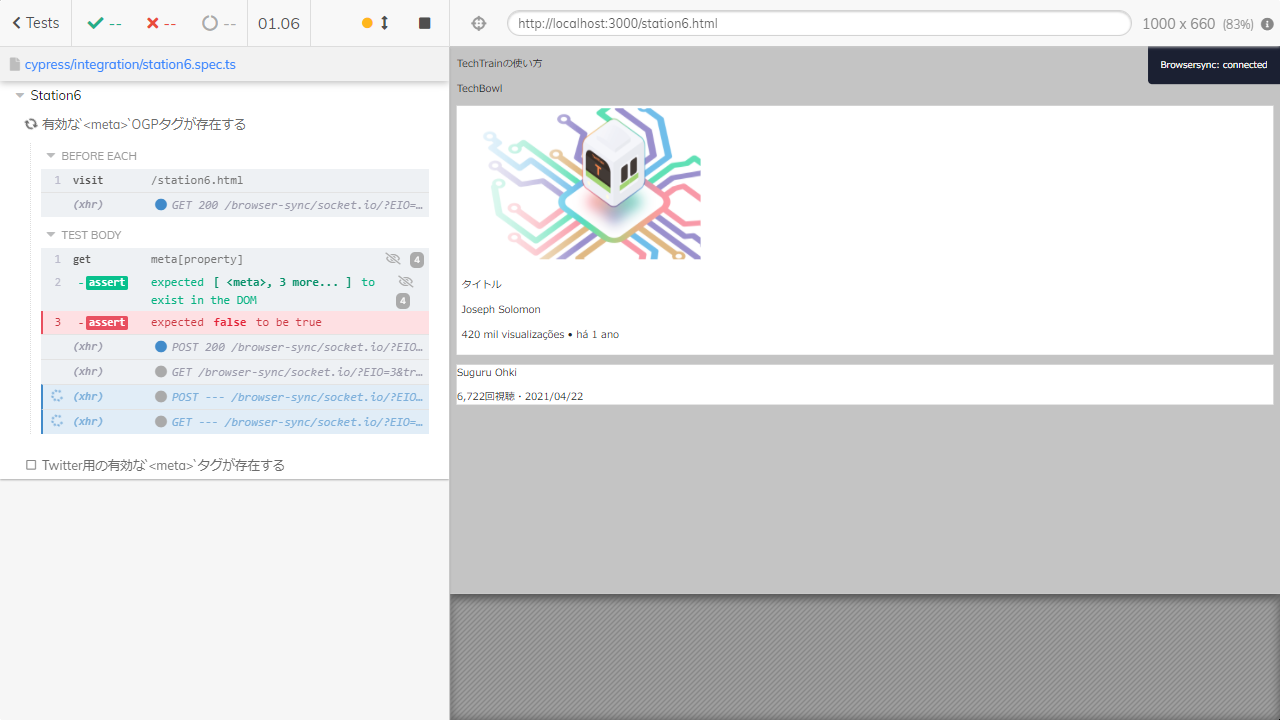 Tests
--
--
--
01.06
http://localhost:3000/station6.html
1000 x 660 (83%)
cypress/integration/station6.spec.ts
Station6
有効な`<meta>`OGPタグが存在する
BEFORE EACH
1 visit /station6.html
(xhr) GET 200 /browser-sync/socket.io/?EIO=…
TEST BODY
1 get meta[property] 4
2 -assert expected [ <meta>, 3 more... ] to
exist in the DOM 4
3 -assert expected false to be true
(xhr) POST 200 /browser-sync/socket.io/?EIO…
(xhr) GET /browser-sync/socket.io/?EIO=3&tr…
(xhr) POST --- /browser-sync/socket.io/?EIO…
(xhr) GET --- /browser-sync/socket.io/?EIO=…
Twitter用の有効な`<meta>`タグが存在する
TechTrainの使い方
Browsersync: connected
TechBowl
T
タイトル
Joseph Solomon
420 mil visualizações • há 1 ano
Suguru Ohki
6,722回視聴・2021/04/22